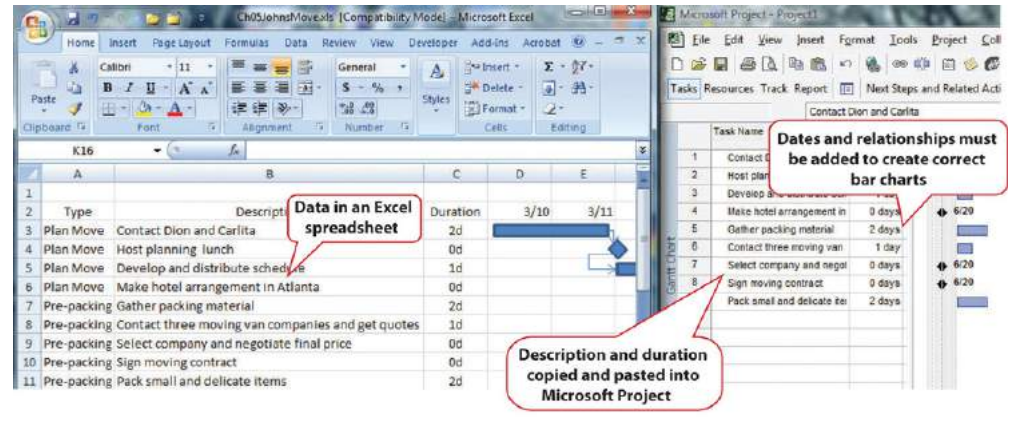 Ch05JohnsMove.xls [Compatibility Mode] - Microsoft Excel
Home Insert Page Layout Formulas Data Review View Developer Add-Ins Acrobat
Calibri 11
General
Paste
B I U A A
A
$ % ,
Styles
Insert
Delete
Format
Σ
Clipboard Font Alignment Number Cells Editing
K16 fx
A B C D E
1
2 Type Duration 3/10 3/11
3 Plan Move Contact Dion and Carlita 2d
4 Plan Move Host planning lunch 0d
5 Plan Move Develop and distribute schedule 1d
6 Plan Move Make hotel arrangement in Atlanta 0d
7 Pre-packing Gather packing material 2d
8 Pre-packing Contact three moving van companies and get quotes 1d
9 Pre-packing Select company and negotiate final price 0d
10 Pre-packing Sign moving contract 0d
11 Pre-packing Pack small and delicate items 2d
Data in an Excel
spreadsheet
Microsoft Project - Project1
File Edit View Insert Format Tools Project Coll
Tasks Resources Track Report Next Steps and Related Acti
Contact Dion and Carlita
Task Name
1 Contact D
2 Host plan
3 Develop
4 Make hotel arrangement in 0 days 6/20
5 Gather packing material 2 days
6 Contact three moving van 1 day
7 Select company and negot 0 days 6/20
8 Sign moving contract 0 days 6/20
Pack small and delicate ite 2 days
Gantt Chart
Dates and relationships must
be added to create correct
bar charts
Description and duration
copied and pasted into
Microsoft Project